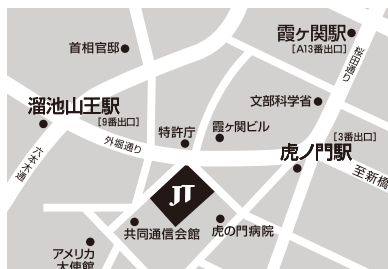 霞ヶ関駅
[A13番出口]
首相官邸
桜田通り
溜池山王駅
[9番出口]
文部科学省
特許庁
霞ヶ関ビル
[3番出口]
虎ノ門駅
外堀通り
六本木通
至新橋
JT
共同通信会館
虎の門病院
アメリカ
大使館